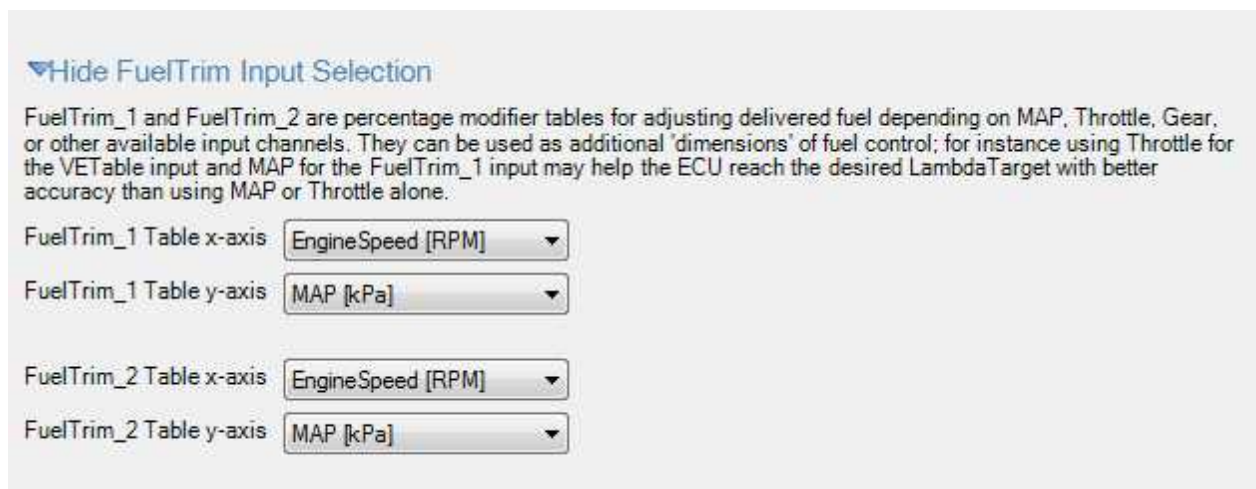 Hide FuelTrim Input Selection
FuelTrim_1 and FuelTrim_2 are percentage modifier tables for adjusting delivered fuel depending on MAP, Throttle, Gear,
or other available input channels. They can be used as additional 'dimensions' of fuel control; for instance using Throttle for
the VETable input and MAP for the FuelTrim_1 input may help the ECU reach the desired LambdaTarget with better
accuracy than using MAP or Throttle alone.
FuelTrim_1 Table x-axis EngineSpeed [RPM]
FuelTrim_1 Table y-axis MAP [kPa]
FuelTrim_2 Table x-axis EngineSpeed [RPM]
FuelTrim_2 Table y-axis MAP [kPa]